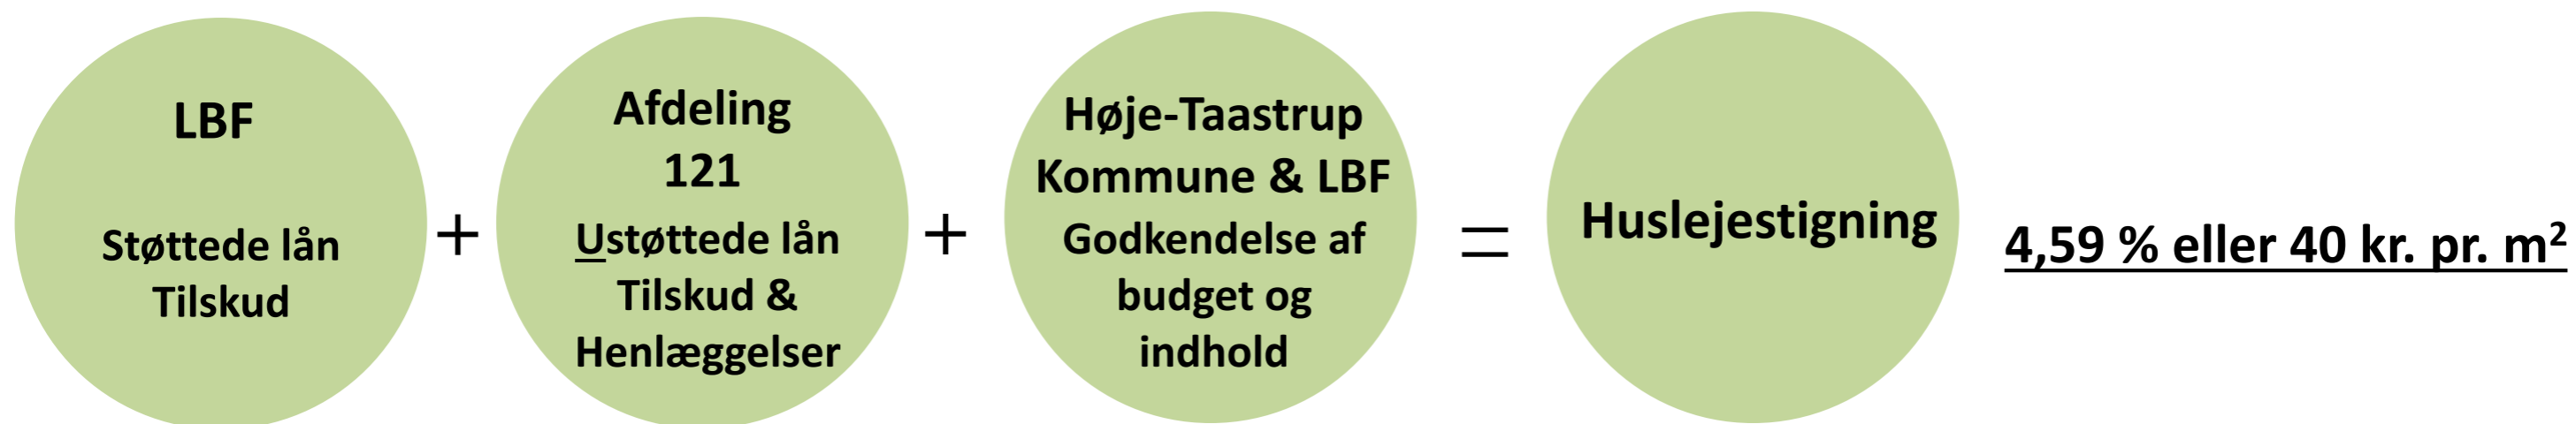 LBF
Støttede lån
Tilskud
+
Afdeling
121
Ustøttede lån
Tilskud &
Henlæggelser
+
Høje-Taastrup
Kommune & LBF
Godkendelse af
budget og
indhold
=
Huslejestigning
4,59 % eller 40 kr. pr. m²